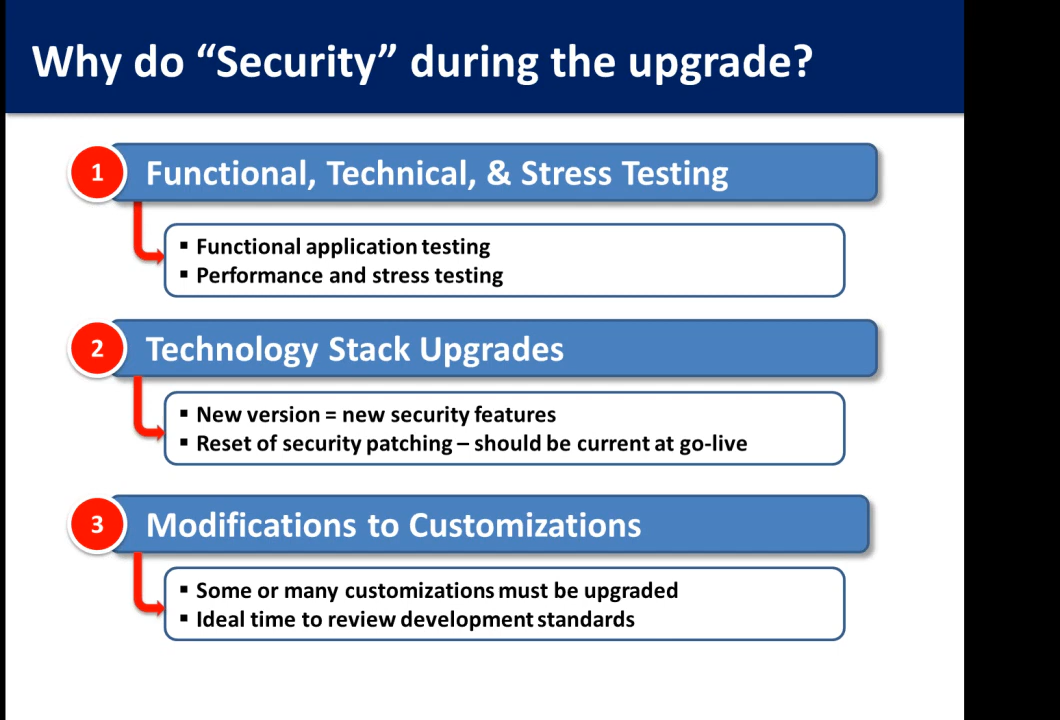 Why do “Security” during the upgrade?
1 Functional, Technical, & Stress Testing
▪ Functional application testing
▪ Performance and stress testing
2 Technology Stack Upgrades
▪ New version = new security features
▪ Reset of security patching – should be current at go-live
3 Modifications to Customizations
▪ Some or many customizations must be upgraded
▪ Ideal time to review development standards